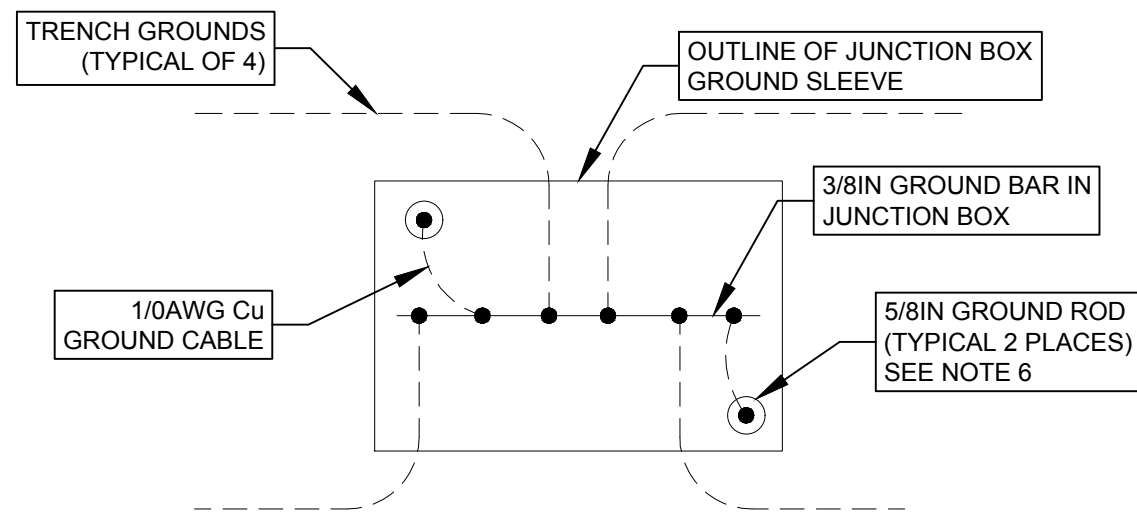 TRENCH GROUNDS
(TYPICAL OF 4)
OUTLINE OF JUNCTION BOX
GROUND SLEEVE
3/8IN GROUND BAR IN
JUNCTION BOX
1/0AWG Cu
GROUND CABLE
5/8IN GROUND ROD
(TYPICAL 2 PLACES)
SEE NOTE 6